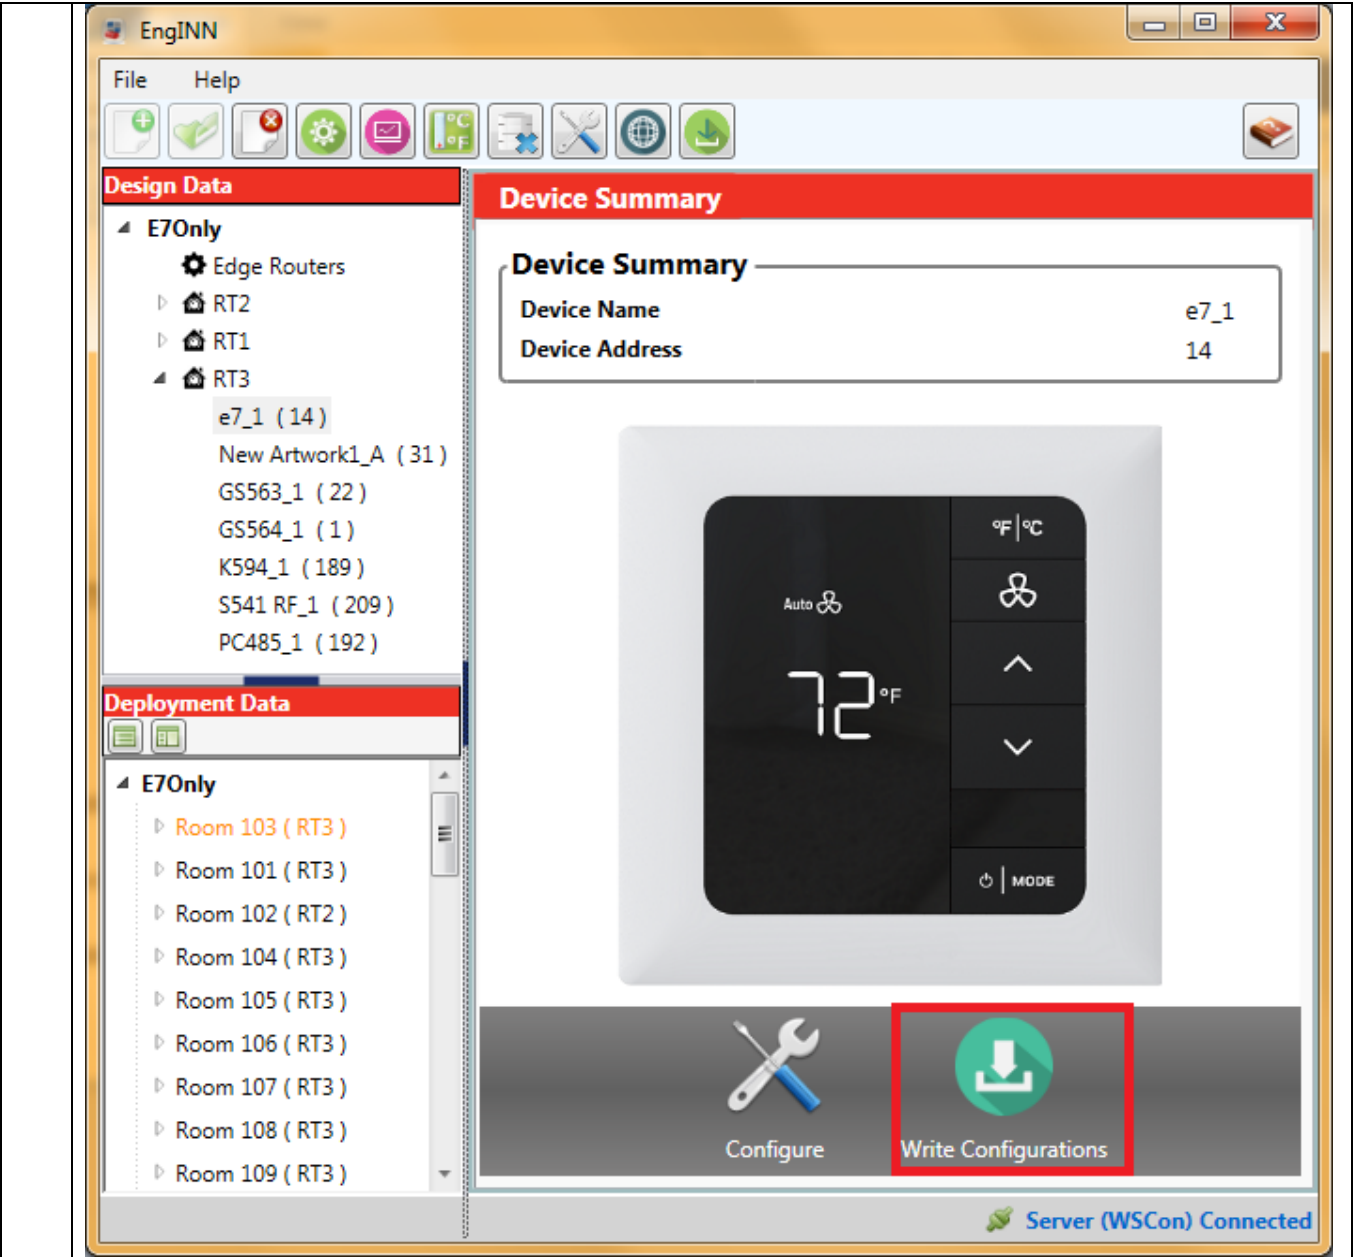 EngINN
File Help
°C
°F
Design Data
E7Only
Edge Routers
RT2
RT1
RT3
e7_1 ( 14 )
New Artwork1_A ( 31 )
GS563_1 ( 22 )
GS564_1 ( 1 )
K594_1 ( 189 )
S541 RF_1 ( 209 )
PC485_1 ( 192 )
Deployment Data
E7Only
Room 103 ( RT3 )
Room 101 ( RT3 )
Room 102 ( RT2 )
Room 104 ( RT3 )
Room 105 ( RT3 )
Room 106 ( RT3 )
Room 107 ( RT3 )
Room 108 ( RT3 )
Room 109 ( RT3 )
Device Summary
Device Summary
Device Name e7_1
Device Address 14
°F|°C
Auto
72°F
MODE
Configure Write Configurations
Server (WSCon) Connected